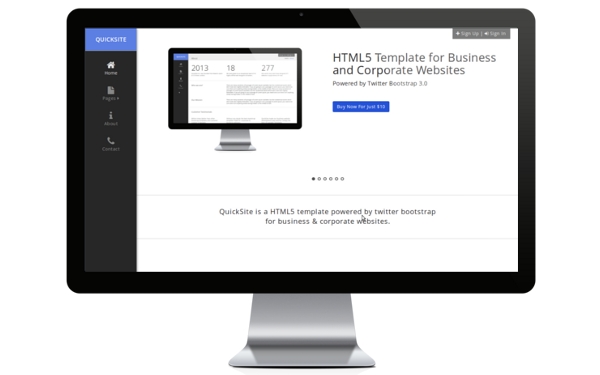 QUICKSITE
Sign Up | Sign In
Home
Pages
About
Contact
2013 18 277
HTML5 Template for Business
and Corporate Websites
Powered by Twitter Bootstrap 3.0
Buy Now For Just $10
QuickSite is a HTML5 template powered by twitter bootstrap
for business & corporate websites.